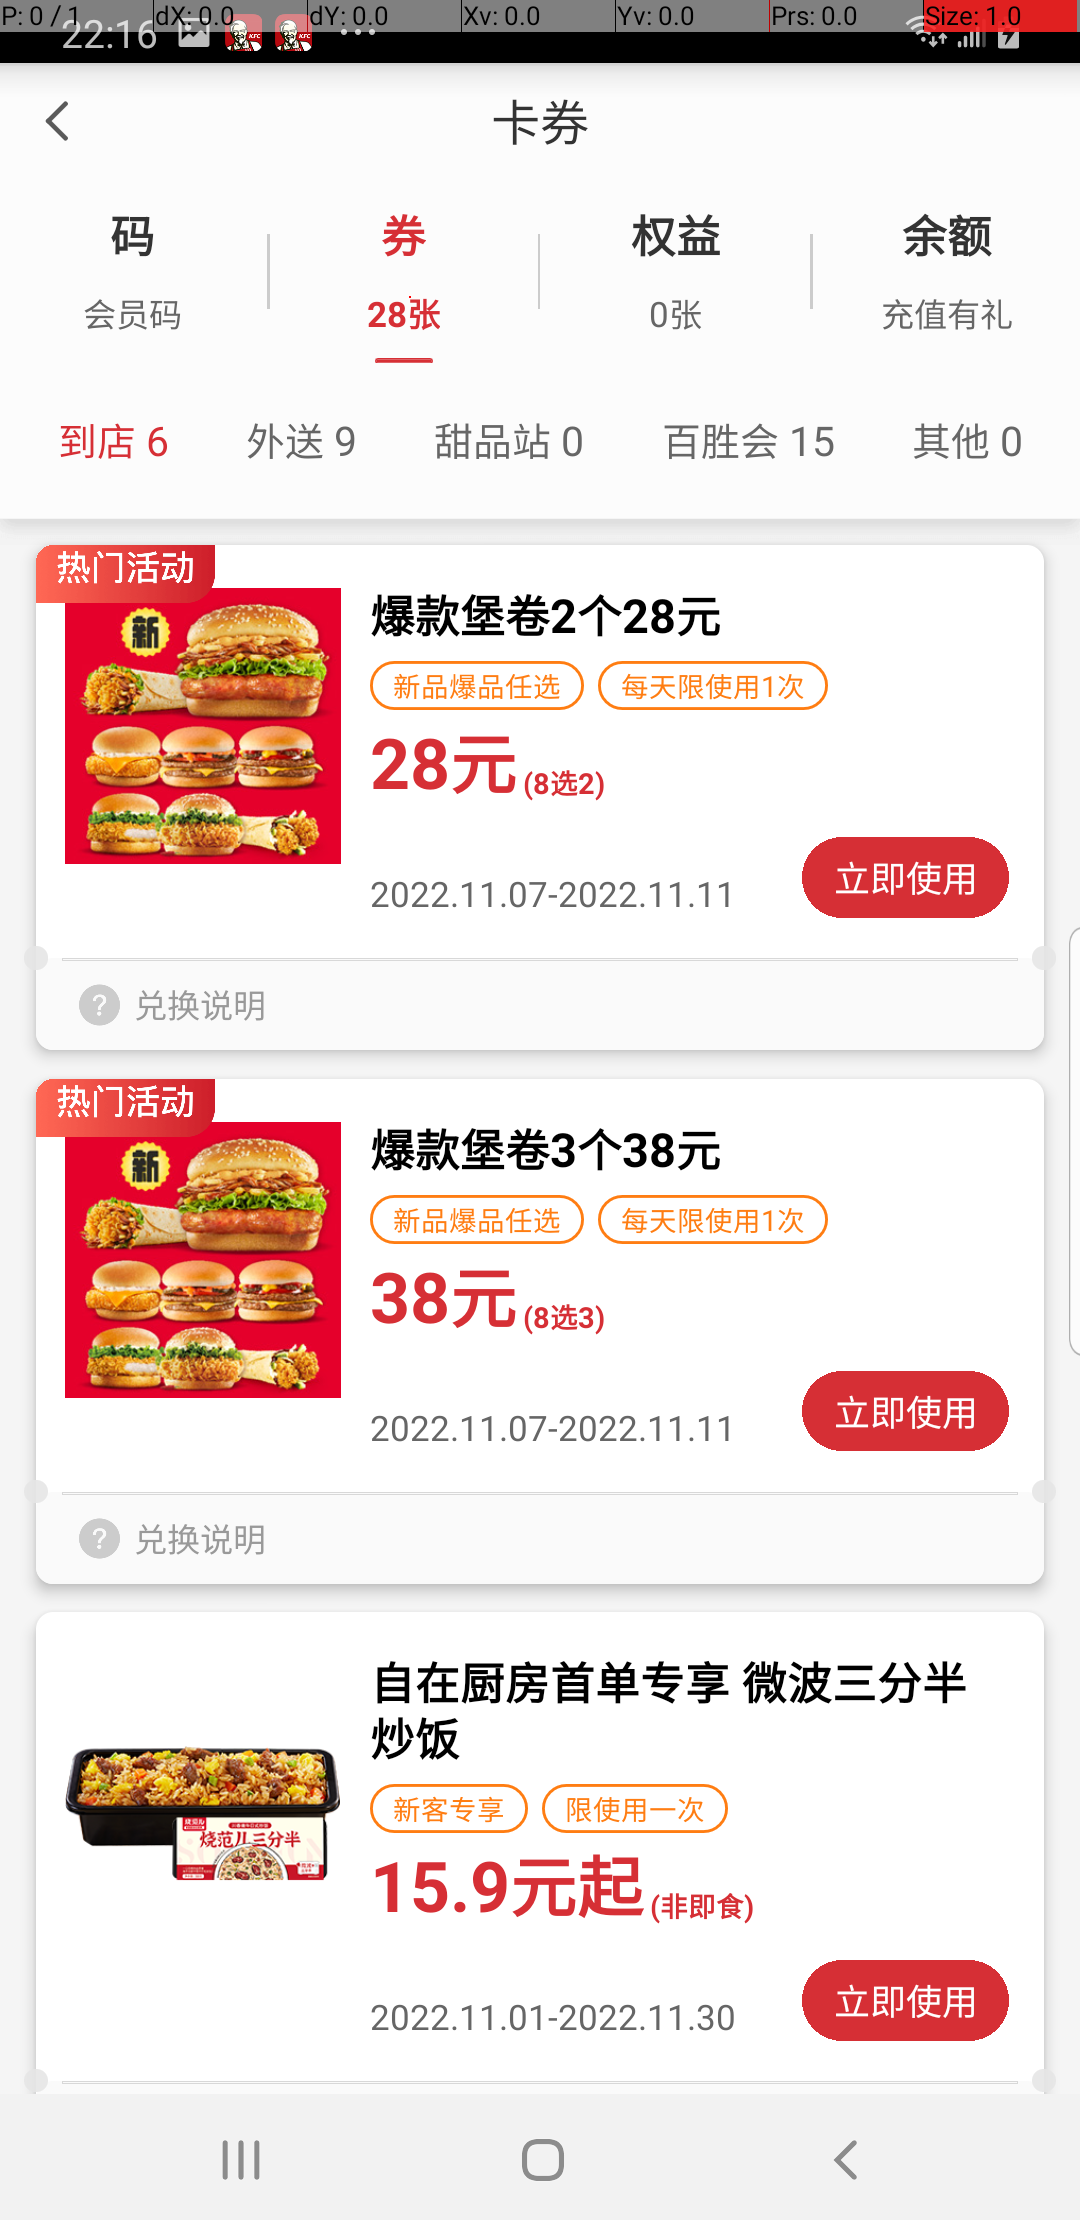 P: 0 / 1 dX: 0.0 dY: 0.0 Xv: 0.0 Yv: 0.0 Prs: 0.0 Size: 1.0
22:16
卡券
码 券 权益 余额
会员码 28张 0张 充值有礼
到店 6 外送 9 甜品站 0 百胜会 15 其他 0
热门活动
新
爆款堡卷2个28元
新品爆品任选 每天限使用1次
28元 (8选2)
2022.11.07-2022.11.11
立即使用
? 兑换说明
热门活动
新
爆款堡卷3个38元
新品爆品任选 每天限使用1次
38元 (8选3)
2022.11.07-2022.11.11
立即使用
? 兑换说明
自在厨房首单专享 微波三分半
炒饭
新客专享 限使用一次
烧范儿三分半
15.9元起 (非即食)
2022.11.01-2022.11.30
立即使用